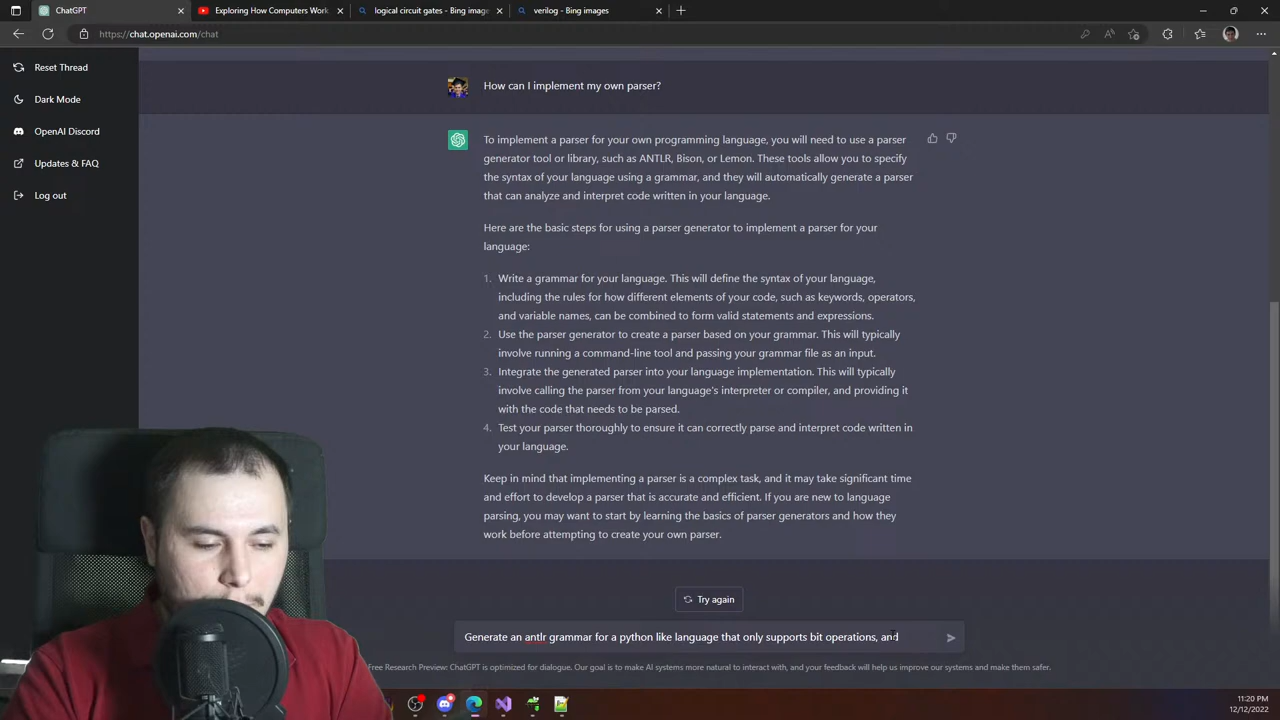 ChatGPT
Exploring How Computers Work
logical circuit gates - Bing images
verilog - Bing images
https://chat.openai.com/chat
Reset Thread
Dark Mode
OpenAI Discord
Updates & FAQ
Log out
How can I implement my own parser?
To implement a parser for your own programming language, you will need to use a parser
generator tool or library, such as ANTLR, Bison, or Lemon. These tools allow you to specify
the syntax of your language using a grammar, and they will automatically generate a parser
that can analyze and interpret code written in your language.
Here are the basic steps for using a parser generator to implement a parser for your
language:
1. Write a grammar for your language. This will define the syntax of your language,
including the rules for how different elements of your code, such as keywords, operators,
and variable names, can be combined to form valid statements and expressions.
2. Use the parser generator to create a parser based on your grammar. This will typically
involve running a command-line tool and passing your grammar file as an input.
3. Integrate the generated parser into your language implementation. This will typically
involve calling the parser from your language's interpreter or compiler, and providing it
with the code that needs to be parsed.
4. Test your parser thoroughly to ensure it can correctly parse and interpret code written in
your language.
Keep in mind that implementing a parser is a complex task, and it may take significant time
and effort to develop a parser that is accurate and efficient. If you are new to language
parsing, you may want to start by learning the basics of parser generators and how they
work before attempting to create your own parser.
Try again
Generate an antlr grammar for a python like language that only supports bit operations, and
Free Research Preview: ChatGPT is optimized for dialogue. Our goal is to make AI systems more natural to interact with, and your feedback will help us improve our systems and make them safer.
11:20 PM
12/12/2022